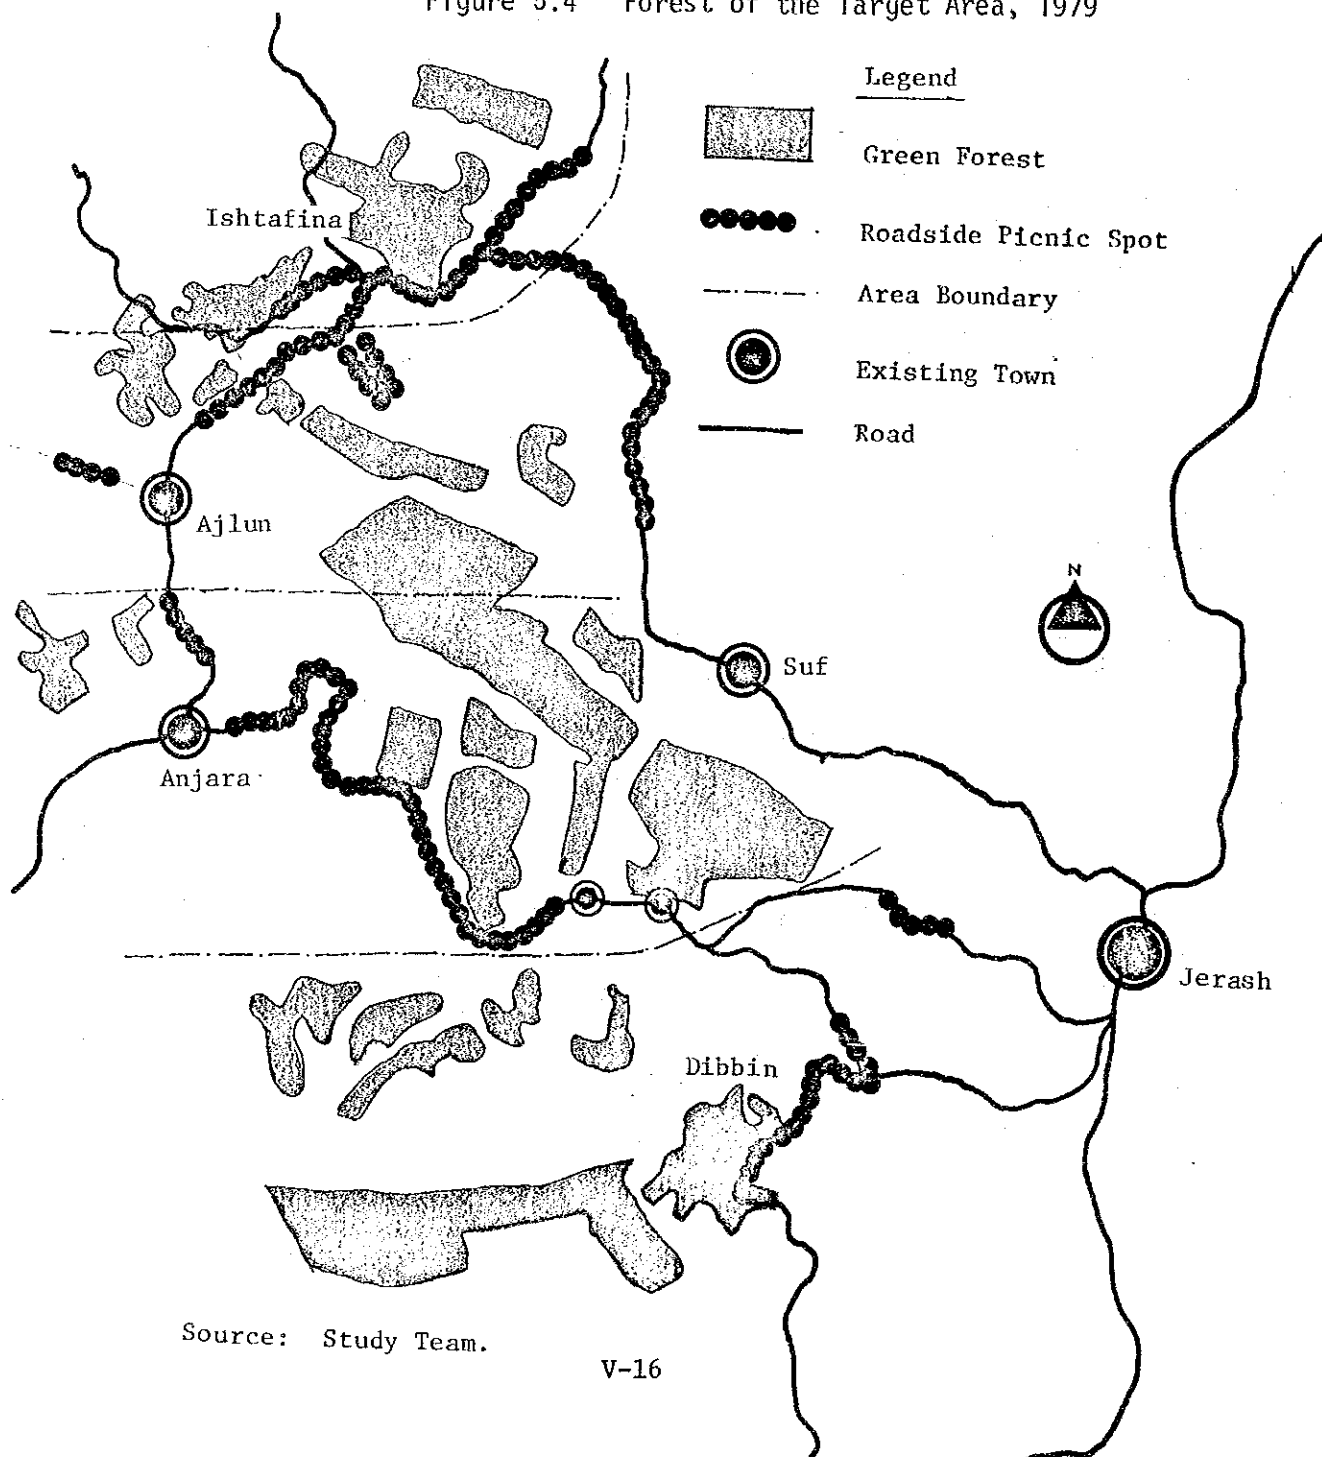 Figure 5.4 Forest of the Target Area, 1979
Legend
Green Forest
Roadside Picnic Spot
Area Boundary
Existing Town
Road
Ishtafina
Ajlun
N
Suf
Anjara
Jerash
Dibbin
Source: Study Team.
V-16